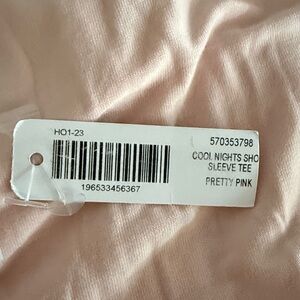 HO1-23
570353798
COOL NIGHTS SHO
SLEEVE TEE
196533456367
PRETTY PINK